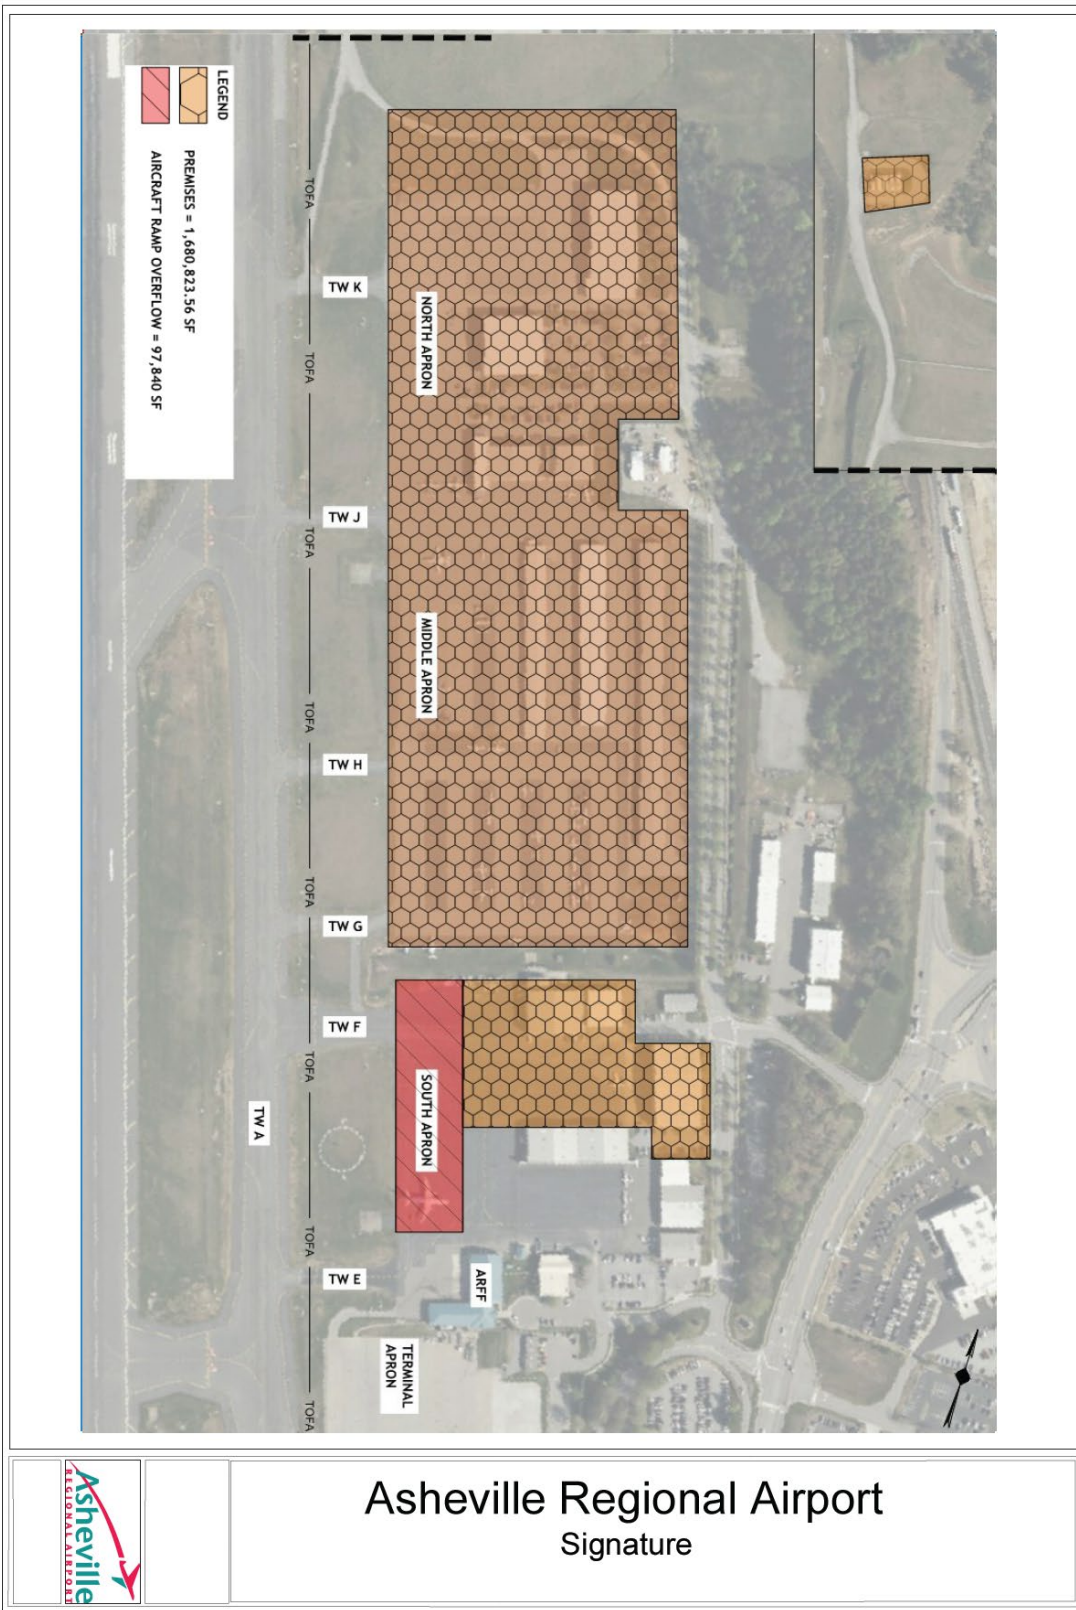 LEGEND
PREMISES = 1,680,823.56 SF
AIRCRAFT RAMP OVERFLOW = 97,840 SF
TOFA
TW K
NORTH APRON
TOFA
TW J
TOFA
MIDDLE APRON
TOFA
TW H
TOFA
TW G
TW F
TOFA
SOUTH APRON
TW A
TOFA
TW E
ARFF
TERMINAL
APRON
TOFA
Asheville
REGIONAL AIRPORT
Asheville Regional Airport
Signature